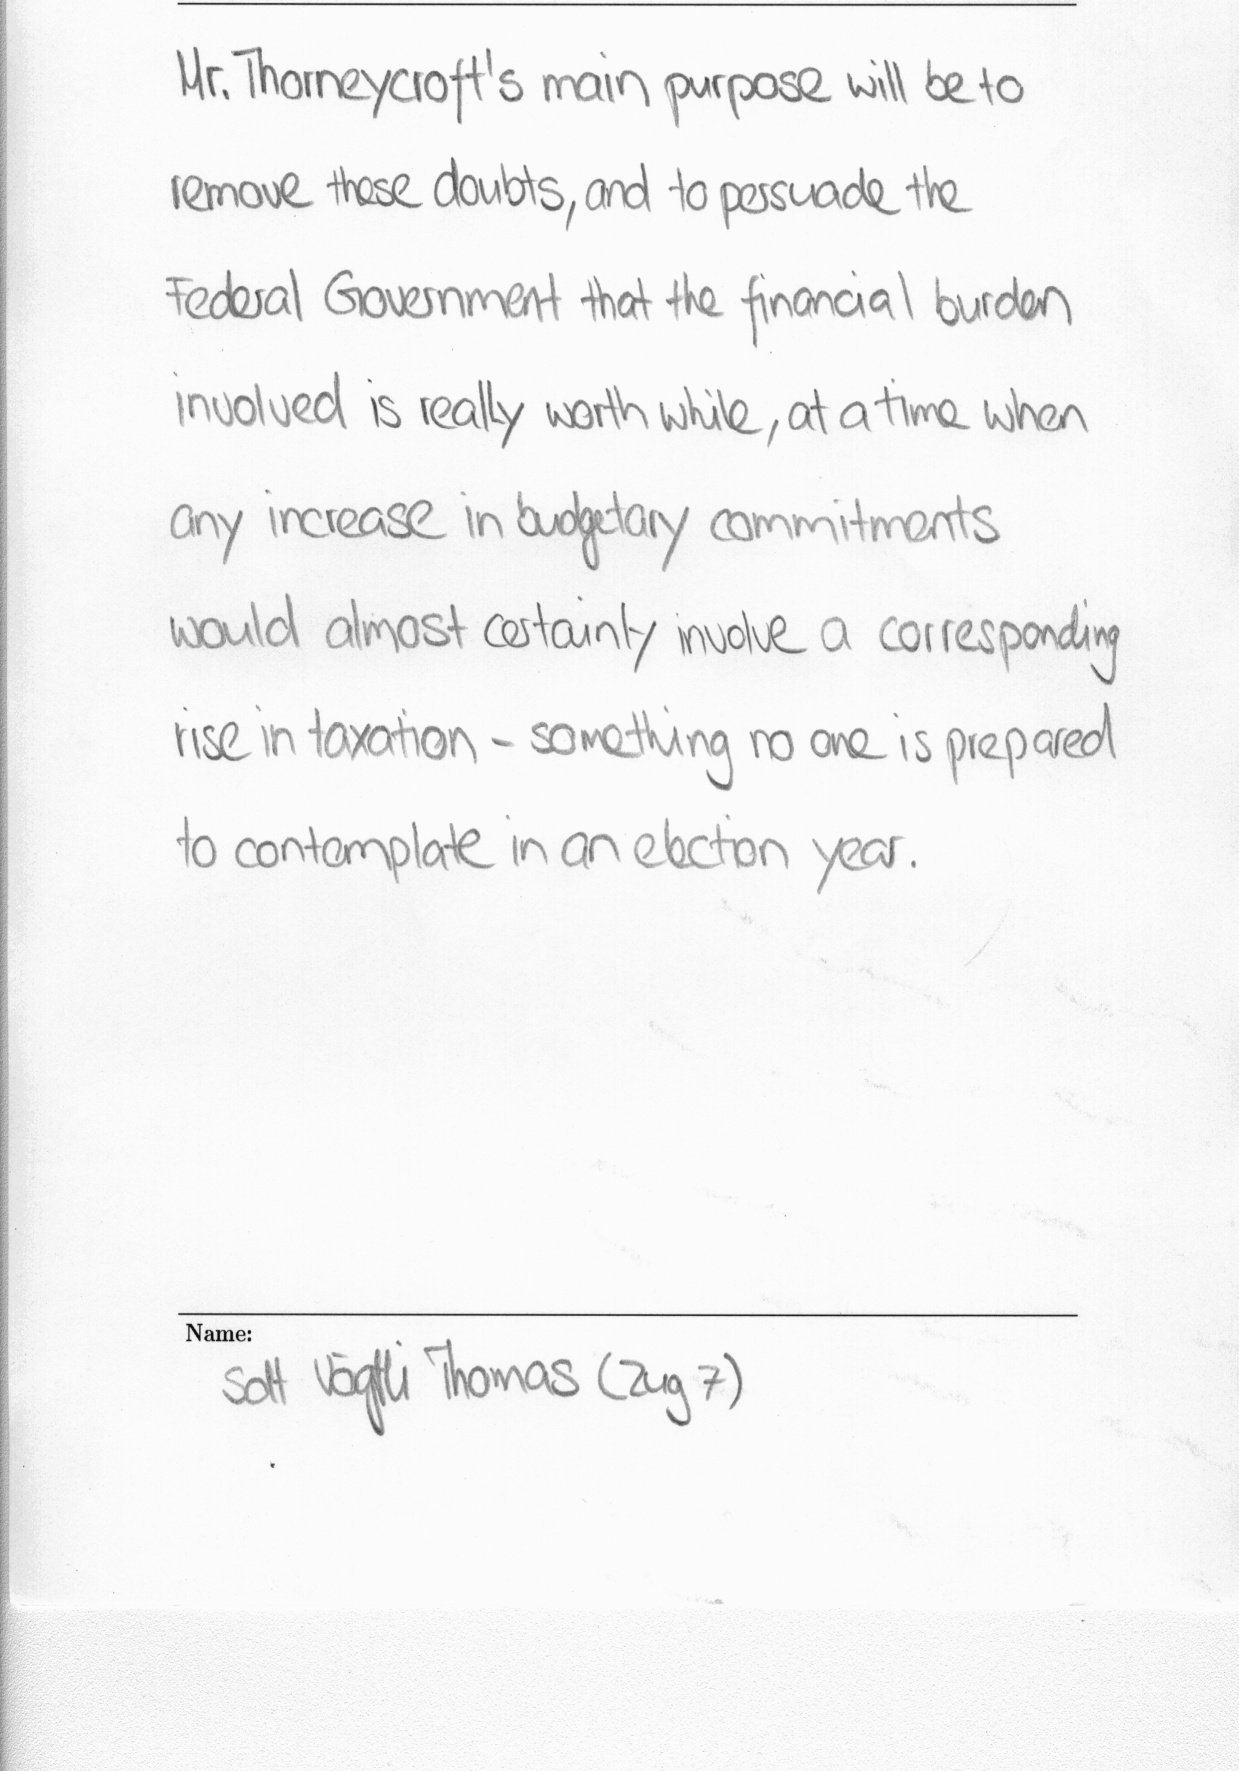 Mr. Thorneycroft's main purpose will be to
remove these doubts, and to persuade the
Federal Government that the financial burden
involved is really worth while, at a time when
any increase in budgetary commitments
would almost certainly involve a corresponding
rise in taxation - something no one is prepared
to contemplate in an election year.
Name:
Vögtli Thomas (Zug 7)